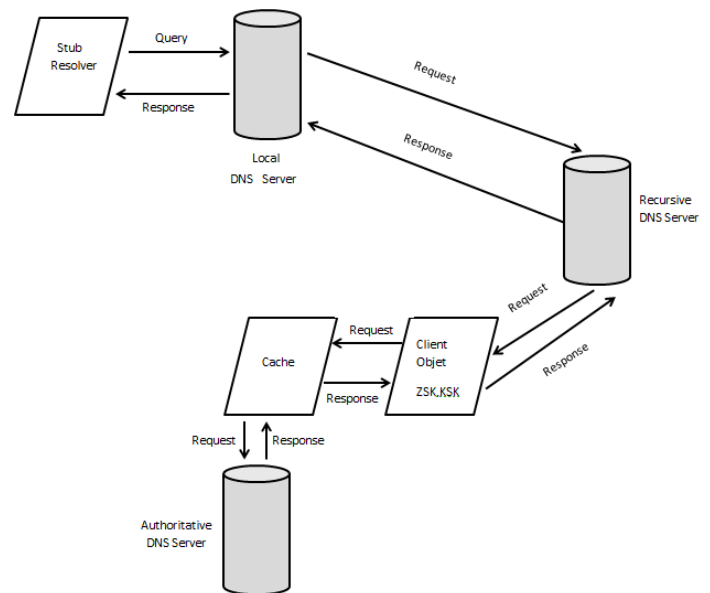 Stub
Resolver
Query
Response
Local
DNS Server
Request
Response
Recursive
DNS Server
Request
Response
Client
Objet
ZSK,KSK
Request
Response
Cache
Request
Response
Authoritative
DNS Server